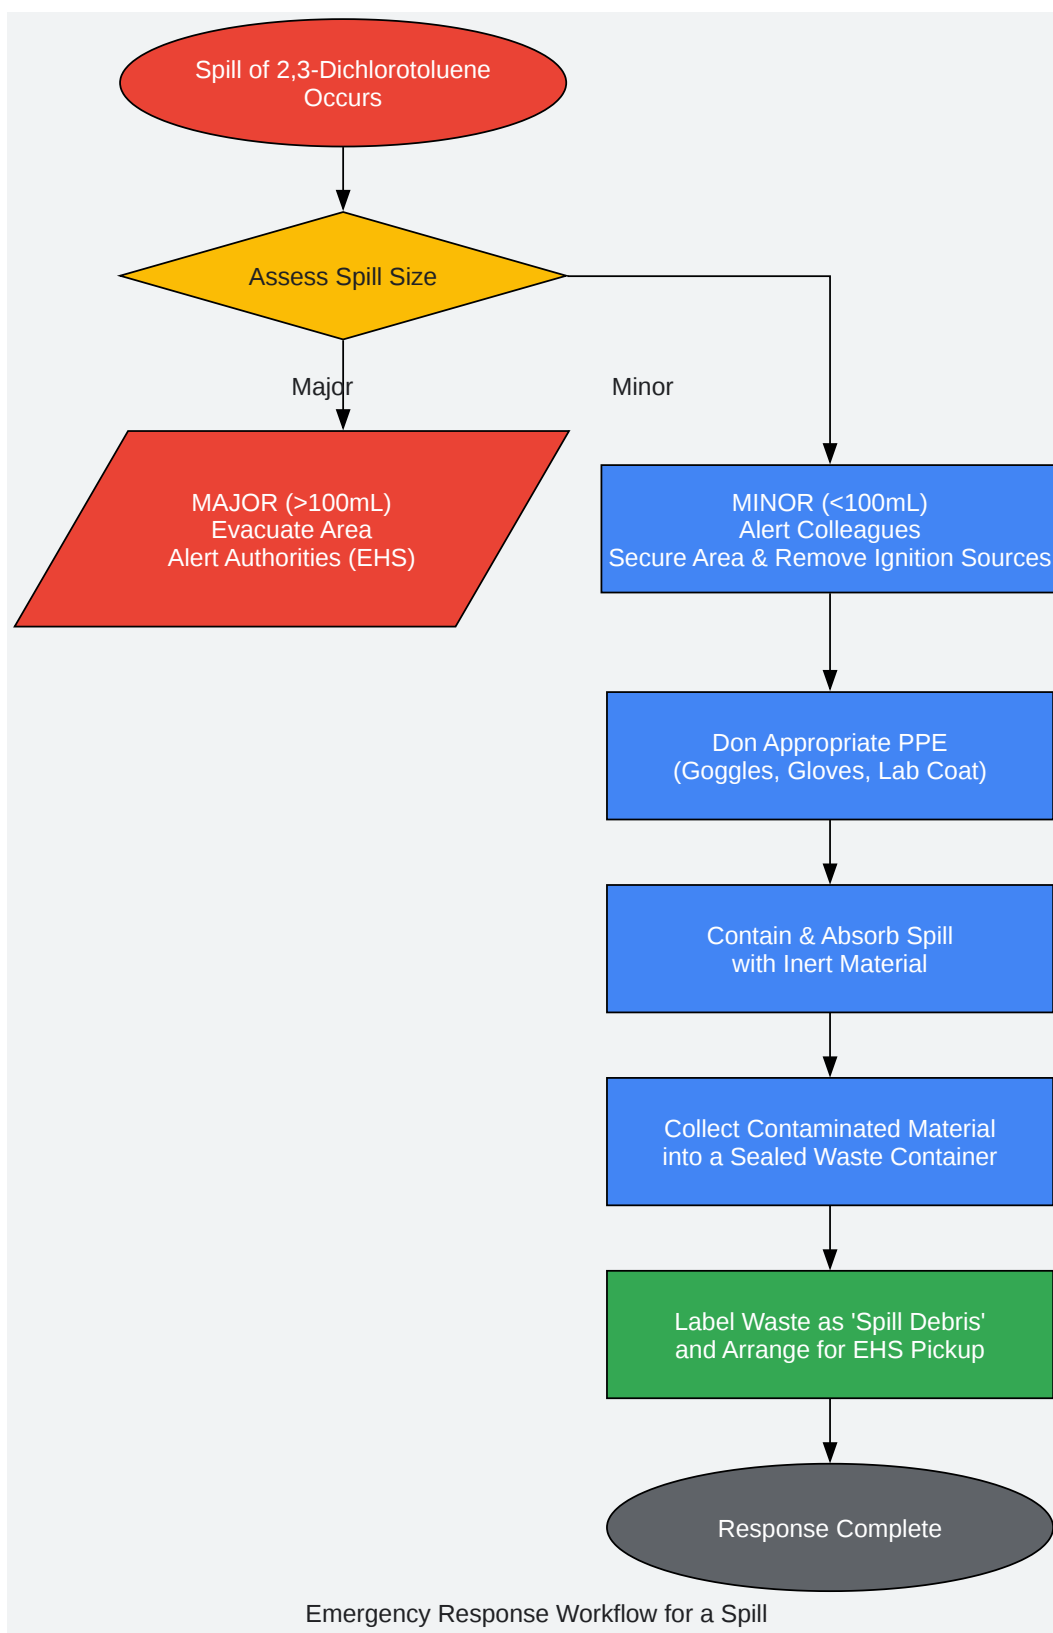 Spill of 2,3-Dichlorotoluene
Occurs
Assess Spill Size
Major
Minor
MAJOR (>100mL)
Evacuate Area
Alert Authorities (EHS)
MINOR (<100mL)
Alert Colleagues
Secure Area & Remove Ignition Sources
Don Appropriate PPE
(Goggles, Gloves, Lab Coat)
Contain & Absorb Spill
with Inert Material
Collect Contaminated Material
into a Sealed Waste Container
Label Waste as 'Spill Debris'
and Arrange for EHS Pickup
Response Complete
Emergency Response Workflow for a Spill